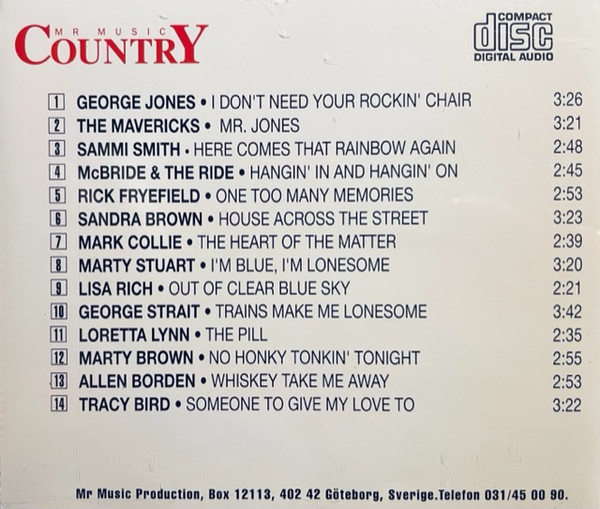 MR MUSIC
COUNTRY
COMPACT
disc
DIGITAL AUDIO
1 GEORGE JONES • I DON'T NEED YOUR ROCKIN' CHAIR 3:26
2 THE MAVERICKS • MR. JONES 3:21
3 SAMMI SMITH • HERE COMES THAT RAINBOW AGAIN 2:48
4 McBRIDE & THE RIDE • HANGIN' IN AND HANGIN' ON 2:45
5 RICK FRYEFIELD • ONE TOO MANY MEMORIES 2:53
6 SANDRA BROWN • HOUSE ACROSS THE STREET 3:23
7 MARK COLLIE • THE HEART OF THE MATTER 2:39
8 MARTY STUART • I'M BLUE, I'M LONESOME 3:20
9 LISA RICH • OUT OF CLEAR BLUE SKY 2:21
10 GEORGE STRAIT • TRAINS MAKE ME LONESOME 3:42
11 LORETTA LYNN • THE PILL 2:35
12 MARTY BROWN • NO HONKY TONKIN' TONIGHT 2:55
13 ALLEN BORDEN • WHISKEY TAKE ME AWAY 2:53
14 TRACY BIRD • SOMEONE TO GIVE MY LOVE TO 3:22
Mr Music Production, Box 12113, 402 42 Göteborg, Sverige.Telefon 031/45 00 90.